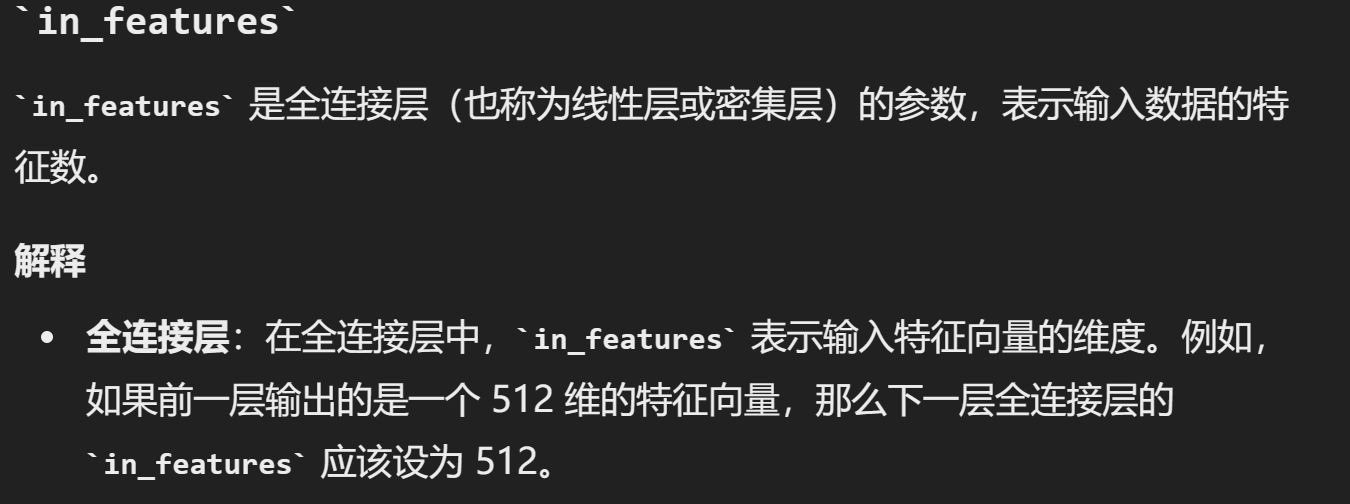 `in_features`
`in_features` 是全连接层（也称为线性层或密集层）的参数，表示输入数据的特
征数。
解释
• 全连接层：在全连接层中，`in_features` 表示输入特征向量的维度。例如，
如果前一层输出的是一个 512 维的特征向量，那么下一层全连接层的
`in_features` 应该设为 512。